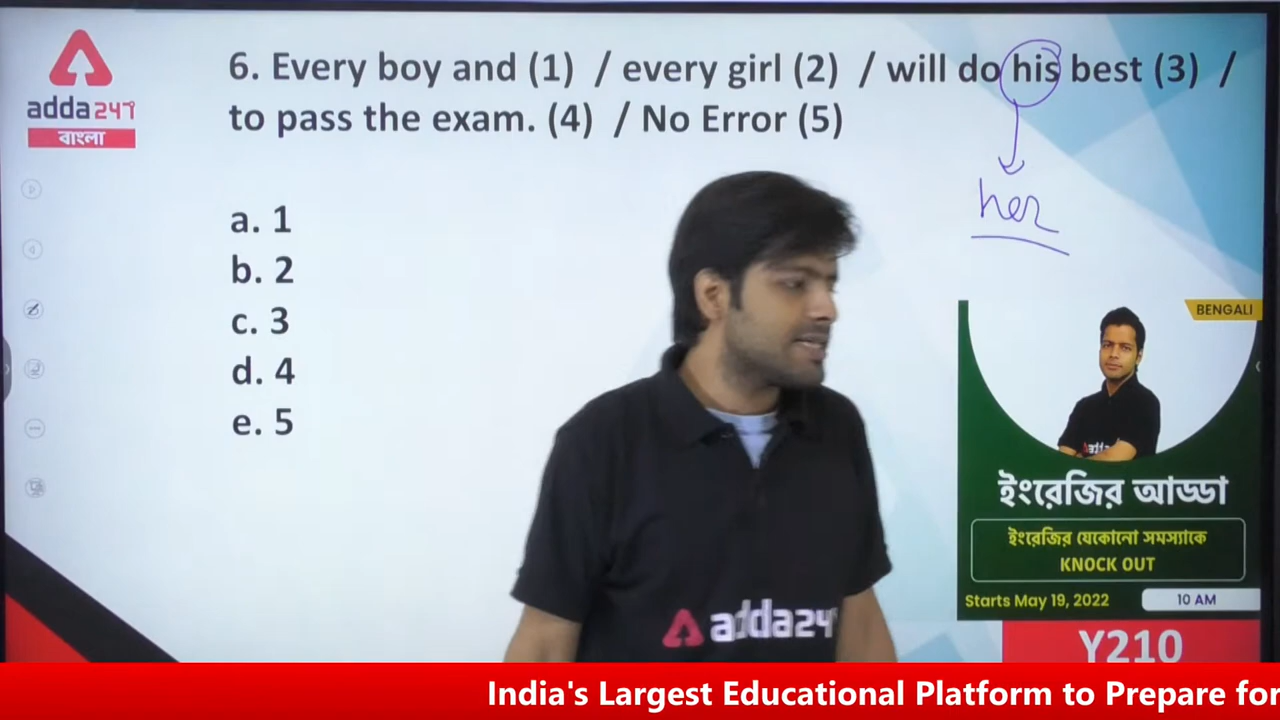 adda247
বাংলা
6. Every boy and (1) / every girl (2) / will do his best (3) /
to pass the exam. (4) / No Error (5)
her
a. 1
b. 2
c. 3
d. 4
e. 5
BENGALI
ইংরেজির আড্ডা
ইংরেজির যেকোনো সমস্যাকে
KNOCK OUT
Starts May 19, 2022 10 AM
Y210
adda247
India's Largest Educational Platform to Prepare for